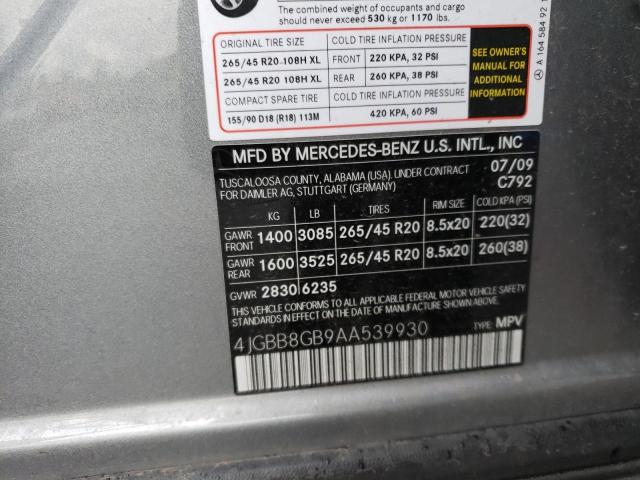 The combined weight of occupants and cargo
should never exceed 530 kg or 1170 lbs.
ORIGINAL TIRE SIZE COLD TIRE INFLATION PRESSURE
265/45 R20 108H XL FRONT 220 KPA, 32 PSI
265/45 R20 108H XL REAR 260 KPA, 38 PSI
COMPACT SPARE TIRE COLD TIRE INFLATION PRESSURE
155/90 D18 (R18) 113M 420 KPA, 60 PSI
SEE OWNER'S
MANUAL FOR
ADDITIONAL
INFORMATION
A 164 584 92 1
MFD BY MERCEDES-BENZ U.S. INTL., INC
TUSCALOOSA COUNTY, ALABAMA (USA). UNDER CONTRACT 07/09
FOR DAIMLER AG, STUTTGART (GERMANY) C792
KG LB TIRES RIM SIZE COLD KPA (PSI)
GAWR FRONT 1400 3085 265/45 R20 8.5x20 220(32)
GAWR REAR 1600 3525 265/45 R20 8.5x20 260(38)
GVWR 2830 6235
THIS VEHICLE CONFORMS TO ALL APPLICABLE FEDERAL MOTOR VEHICLE SAFETY
STANDARDS IN EFFECT ON THE DATE OF MANUFACTURE SHOWN ABOVE.
4JGBB8GB9AA539930 TYPE: MPV